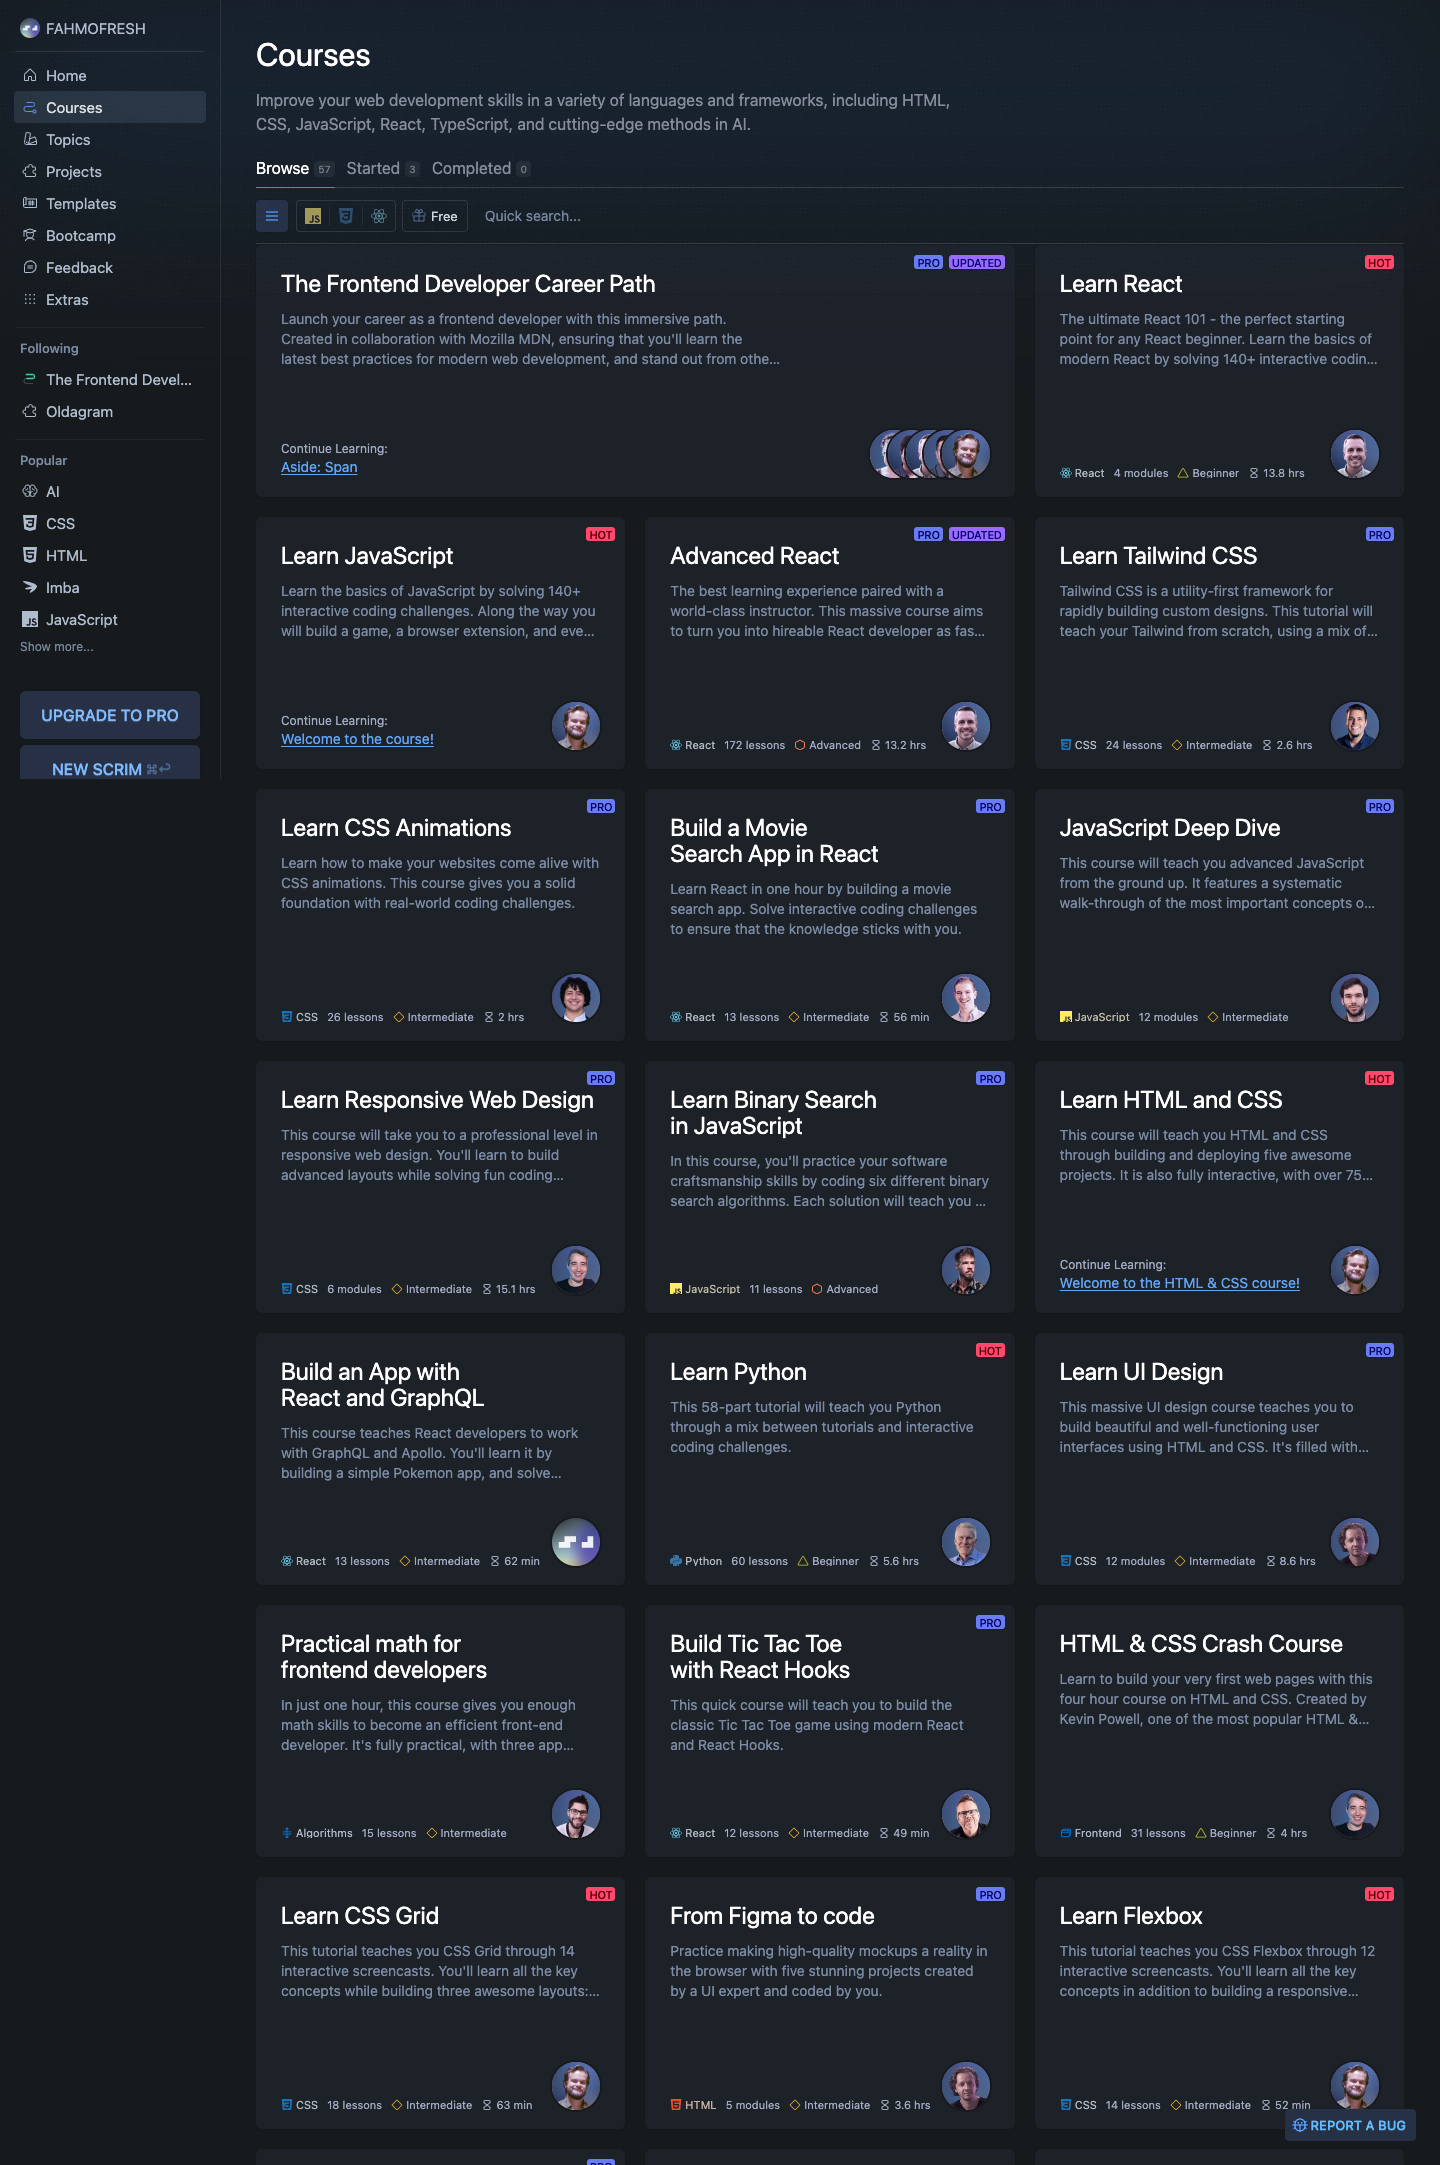 FAHMOFRESH
Home
Courses
Topics
Projects
Templates
Bootcamp
Feedback
Extras
Following
The Frontend Devel...
Oldagram
Popular
AI
CSS
HTML
Imba
JavaScript
Show more...
UPGRADE TO PRO
NEW SCRIM ⌘↵
Courses
Improve your web development skills in a variety of languages and frameworks, including HTML,
CSS, JavaScript, React, TypeScript, and cutting-edge methods in AI.
Browse 57 Started 3 Completed 0
JS Free Quick search...
PRO UPDATED
The Frontend Developer Career Path
Launch your career as a frontend developer with this immersive path.
Created in collaboration with Mozilla MDN, ensuring that you'll learn the
latest best practices for modern web development, and stand out from othe...
Continue Learning:
Aside: Span
HOT
Learn React
The ultimate React 101 - the perfect starting
point for any React beginner. Learn the basics of
modern React by solving 140+ interactive codin...
React 4 modules Beginner 13.8 hrs
HOT
Learn JavaScript
Learn the basics of JavaScript by solving 140+
interactive coding challenges. Along the way you
will build a game, a browser extension, and eve...
Continue Learning:
Welcome to the course!
PRO UPDATED
Advanced React
The best learning experience paired with a
world-class instructor. This massive course aims
to turn you into hireable React developer as fas...
React 172 lessons Advanced 13.2 hrs
PRO
Learn Tailwind CSS
Tailwind CSS is a utility-first framework for
rapidly building custom designs. This tutorial will
teach your Tailwind from scratch, using a mix of...
CSS 24 lessons Intermediate 2.6 hrs
PRO
Learn CSS Animations
Learn how to make your websites come alive with
CSS animations. This course gives you a solid
foundation with real-world coding challenges.
CSS 26 lessons Intermediate 2 hrs
PRO
Build a Movie
Search App in React
Learn React in one hour by building a movie
search app. Solve interactive coding challenges
to ensure that the knowledge sticks with you.
React 13 lessons Intermediate 56 min
PRO
JavaScript Deep Dive
This course will teach you advanced JavaScript
from the ground up. It features a systematic
walk-through of the most important concepts o...
JavaScript 12 modules Intermediate
PRO
Learn Responsive Web Design
This course will take you to a professional level in
responsive web design. You'll learn to build
advanced layouts while solving fun coding...
CSS 6 modules Intermediate 15.1 hrs
PRO
Learn Binary Search
in JavaScript
In this course, you'll practice your software
craftsmanship skills by coding six different binary
search algorithms. Each solution will teach you ...
JavaScript 11 lessons Advanced
HOT
Learn HTML and CSS
This course will teach you HTML and CSS
through building and deploying five awesome
projects. It is also fully interactive, with over 75...
Continue Learning:
Welcome to the HTML & CSS course!
Build an App with
React and GraphQL
This course teaches React developers to work
with GraphQL and Apollo. You'll learn it by
building a simple Pokemon app, and solve...
React 13 lessons Intermediate 62 min
HOT
Learn Python
This 58-part tutorial will teach you Python
through a mix between tutorials and interactive
coding challenges.
Python 60 lessons Beginner 5.6 hrs
PRO
Learn UI Design
This massive UI design course teaches you to
build beautiful and well-functioning user
interfaces using HTML and CSS. It's filled with...
CSS 12 modules Intermediate 8.6 hrs
Practical math for
frontend developers
In just one hour, this course gives you enough
math skills to become an efficient front-end
developer. It's fully practical, with three app...
Algorithms 15 lessons Intermediate
PRO
Build Tic Tac Toe
with React Hooks
This quick course will teach you to build the
classic Tic Tac Toe game using modern React
and React Hooks.
React 12 lessons Intermediate 49 min
HTML & CSS Crash Course
Learn to build your very first web pages with this
four hour course on HTML and CSS. Created by
Kevin Powell, one of the most popular HTML &...
Frontend 31 lessons Beginner 4 hrs
HOT
Learn CSS Grid
This tutorial teaches you CSS Grid through 14
interactive screencasts. You'll learn all the key
concepts while building three awesome layouts:...
CSS 18 lessons Intermediate 63 min
PRO
From Figma to code
Practice making high-quality mockups a reality in
the browser with five stunning projects created
by a UI expert and coded by you.
HTML 5 modules Intermediate 3.6 hrs
HOT
Learn Flexbox
This tutorial teaches you CSS Flexbox through 12
interactive screencasts. You'll learn all the key
concepts in addition to building a responsive...
CSS 14 lessons Intermediate 52 min
REPORT A BUG
PRO